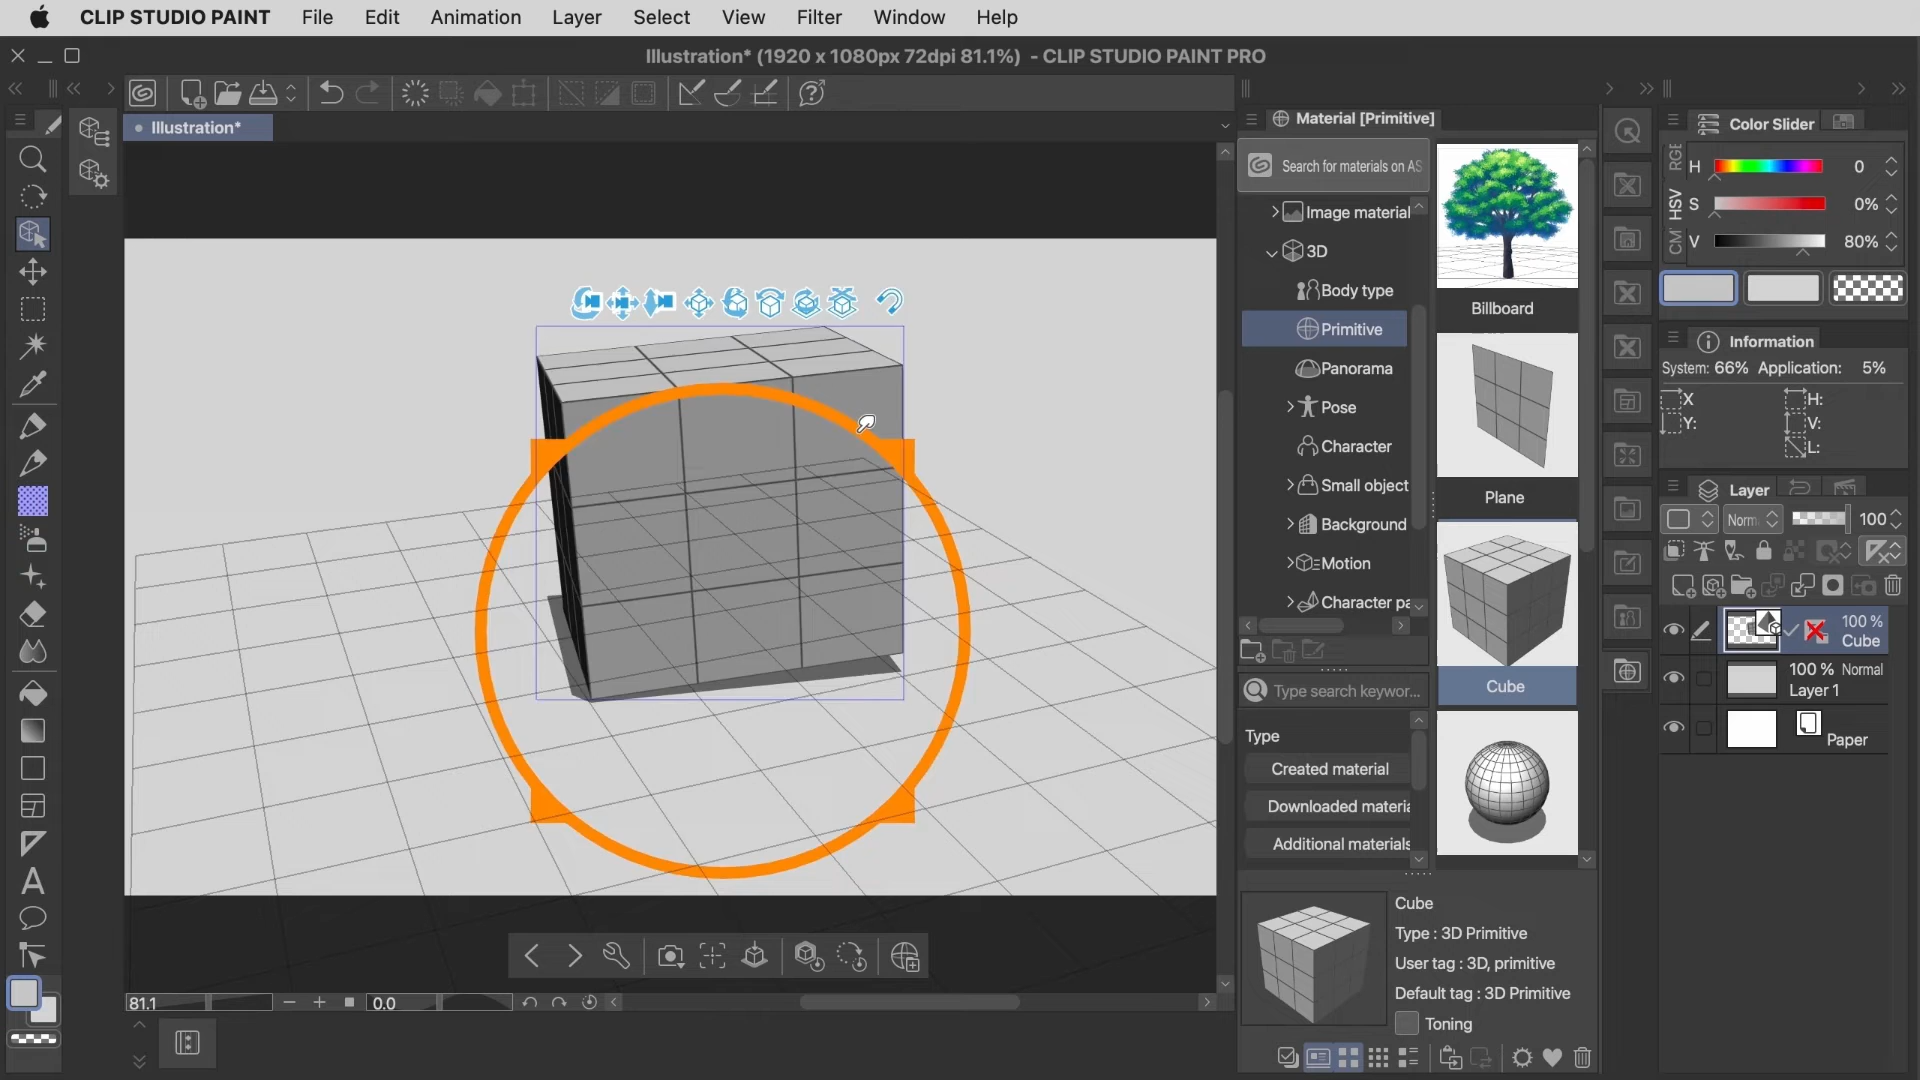 CLIP STUDIO PAINT File Edit Animation Layer Select View Filter Window Help
Illustration* (1920 x 1080px 72dpi 81.1%) - CLIP STUDIO PAINT PRO
Illustration*
81.1
0.0
Material [Primitive]
Search for materials on AS
Image material
3D
Body type
Primitive
Panorama
Pose
Character
Small object
Background
Motion
Character pa
Type search keywor...
Type
Created material
Downloaded materia
Additional materials
Billboard
Plane
Cube
Cube
Type : 3D Primitive
User tag : 3D, primitive
Default tag : 3D Primitive
Toning
Color Slider
RGE
HSV
CM
H 0
S 0%
V 80%
Information
System: 66% Application: 5%
X H:
Y: V:
L:
Layer
Norm 100
100 %
Cube
100 % Normal
Layer 1
Paper